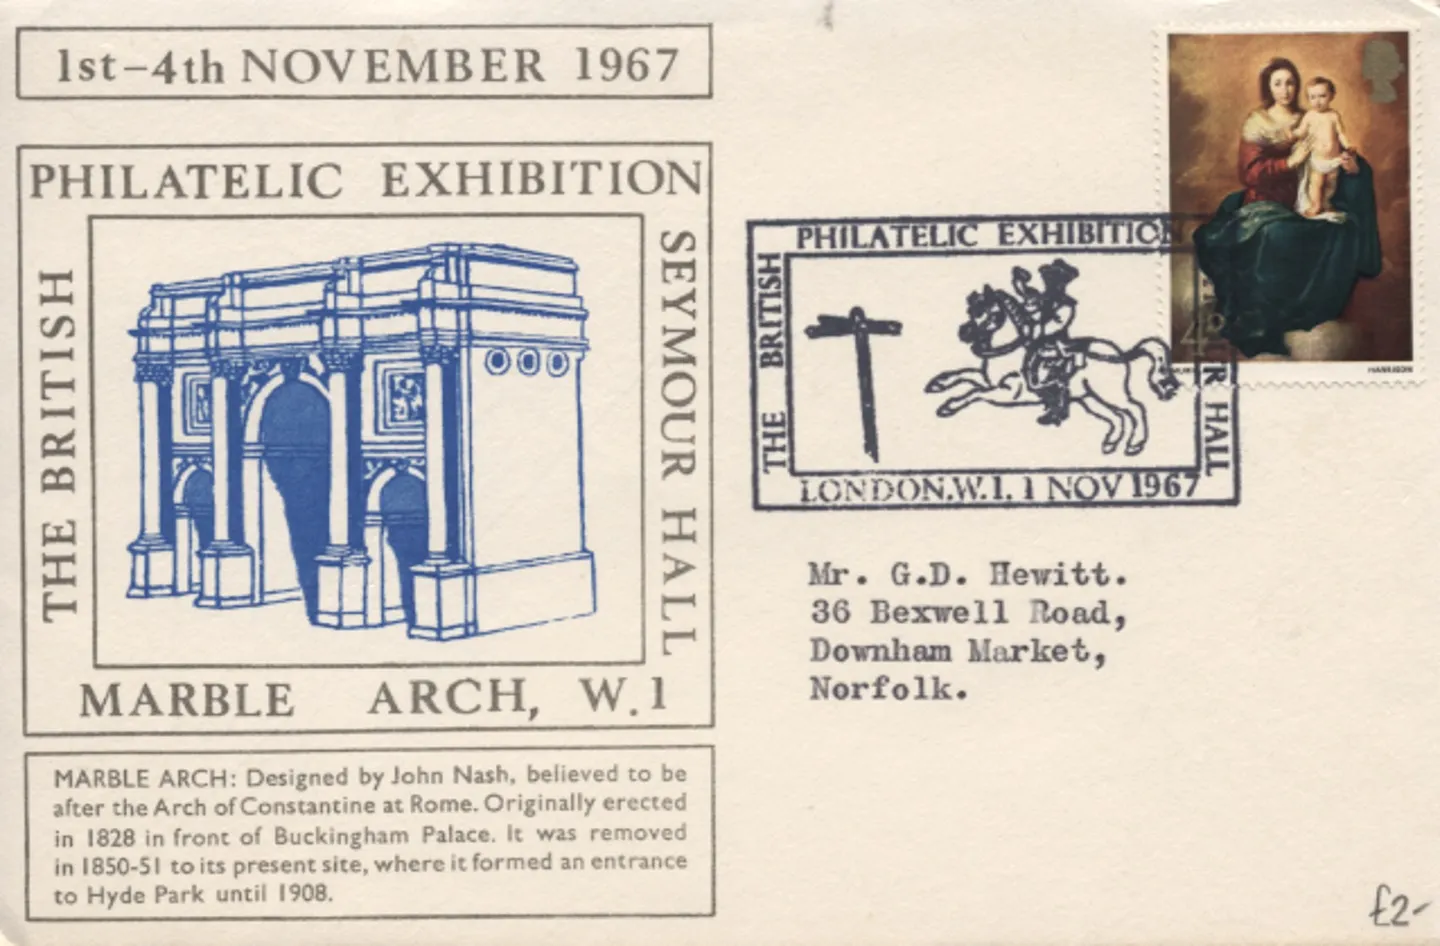 1st-4th NOVEMBER 1967
PHILATELIC EXHIBITION
THE BRITISH
SEYMOUR HALL
MARBLE ARCH, W.1
MARBLE ARCH: Designed by John Nash, believed to be
after the Arch of Constantine at Rome. Originally erected
in 1828 in front of Buckingham Palace. It was removed
in 1850-51 to its present site, where it formed an entrance
to Hyde Park until 1908.
PHILATELIC EXHIBITION
THE BRITISH
UR HALL
LONDON.W.1. 1 NOV 1967
4D
HARRISON
Mr. G.D. Hewitt.
36 Bexwell Road,
Downham Market,
Norfolk.
£2-